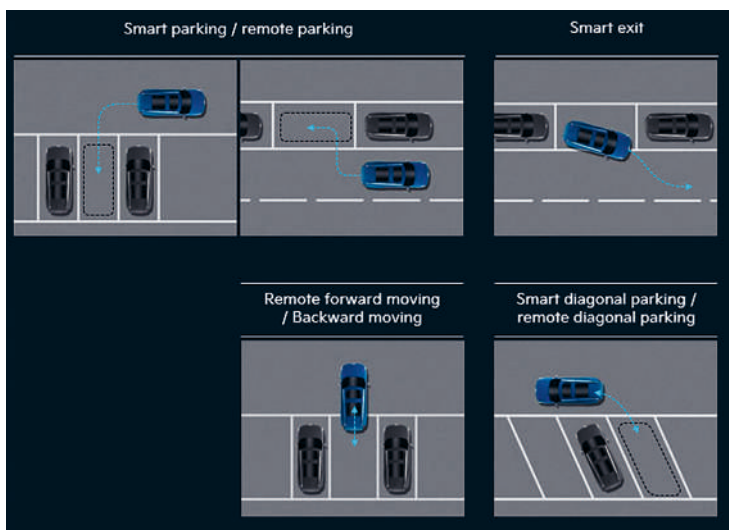 Smart parking / remote parking
Smart exit
Remote forward moving
/ Backward moving
Smart diagonal parking /
remote diagonal parking